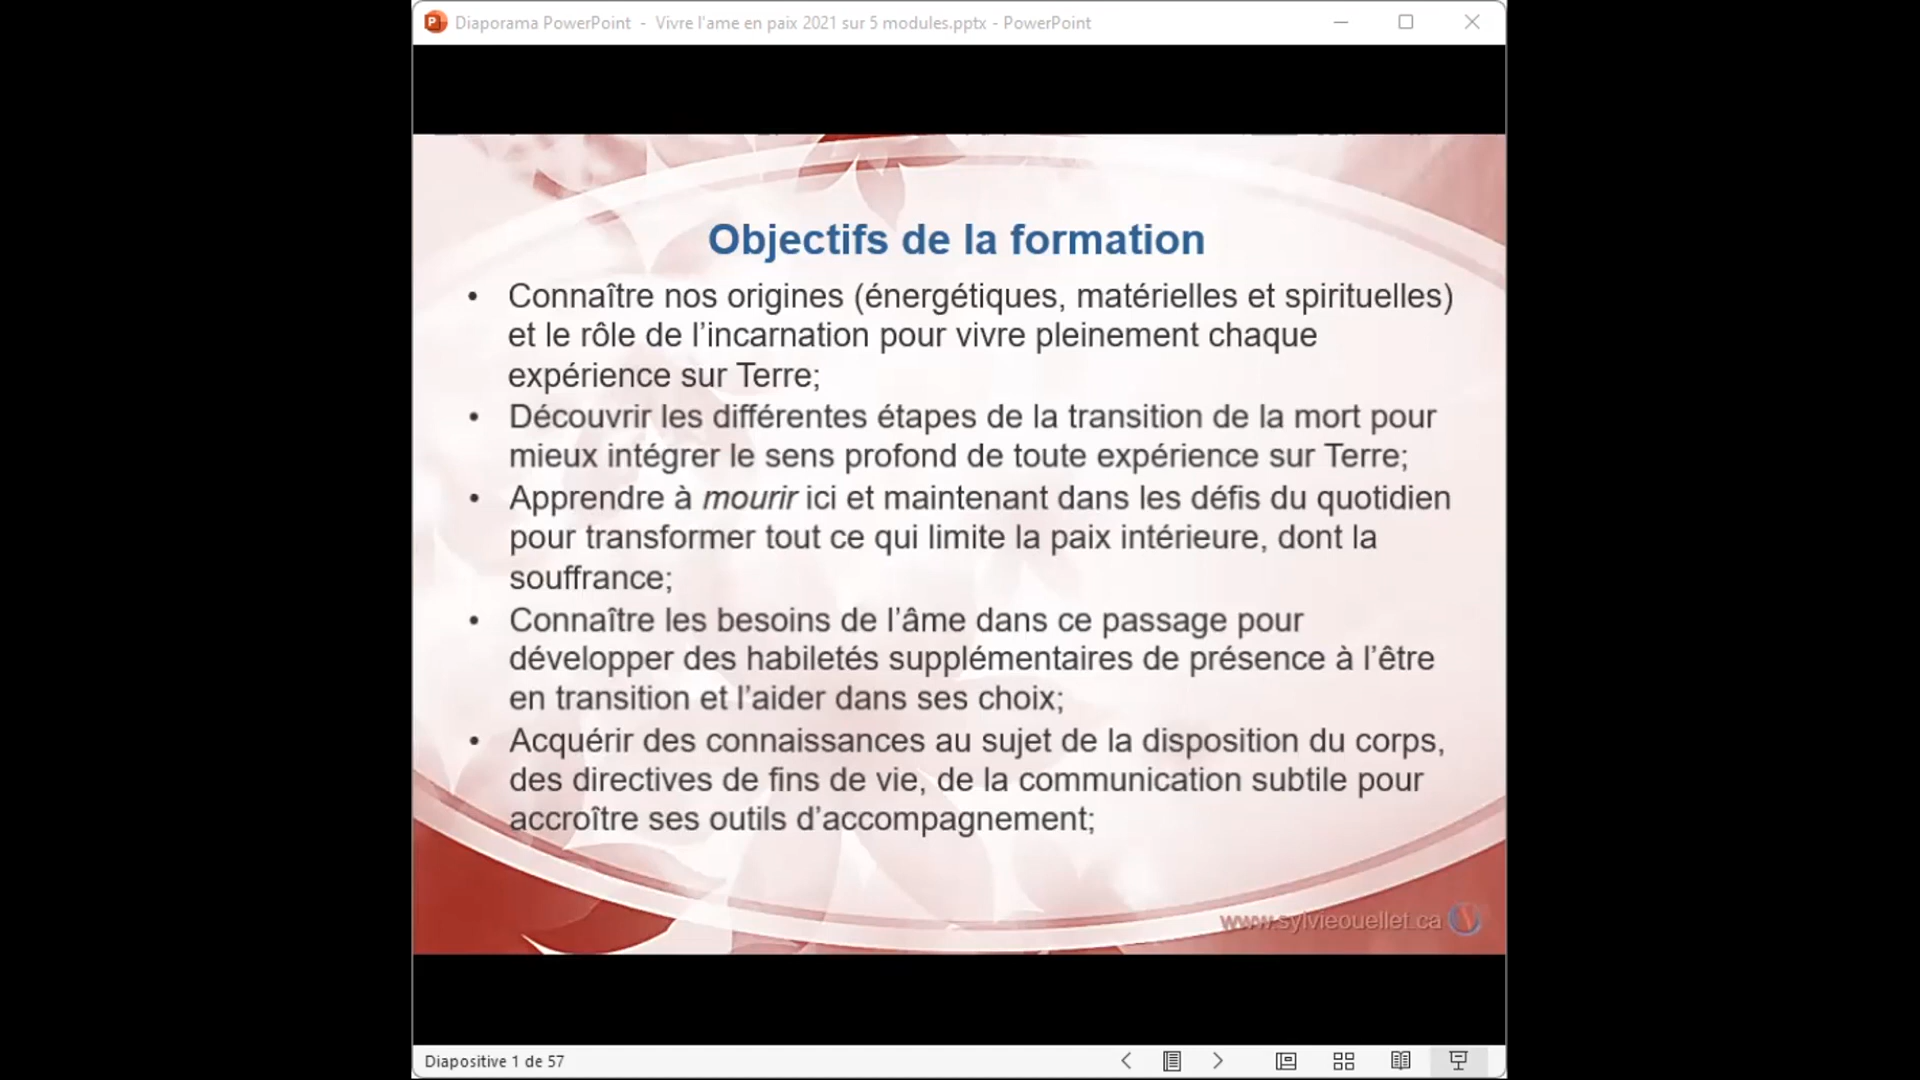 Diaporama PowerPoint - Vivre l'ame en paix 2021 sur 5 modules.pptx - PowerPoint
Objectifs de la formation
• Connaître nos origines (énergétiques, matérielles et spirituelles)
et le rôle de l’incarnation pour vivre pleinement chaque
expérience sur Terre;
• Découvrir les différentes étapes de la transition de la mort pour
mieux intégrer le sens profond de toute expérience sur Terre;
• Apprendre à mourir ici et maintenant dans les défis du quotidien
pour transformer tout ce qui limite la paix intérieure, dont la
souffrance;
• Connaître les besoins de l’âme dans ce passage pour
développer des habiletés supplémentaires de présence à l’être
en transition et l’aider dans ses choix;
• Acquérir des connaissances au sujet de la disposition du corps,
des directives de fins de vie, de la communication subtile pour
accroître ses outils d’accompagnement;
www.sylvieouellet.ca
Diapositive 1 de 57